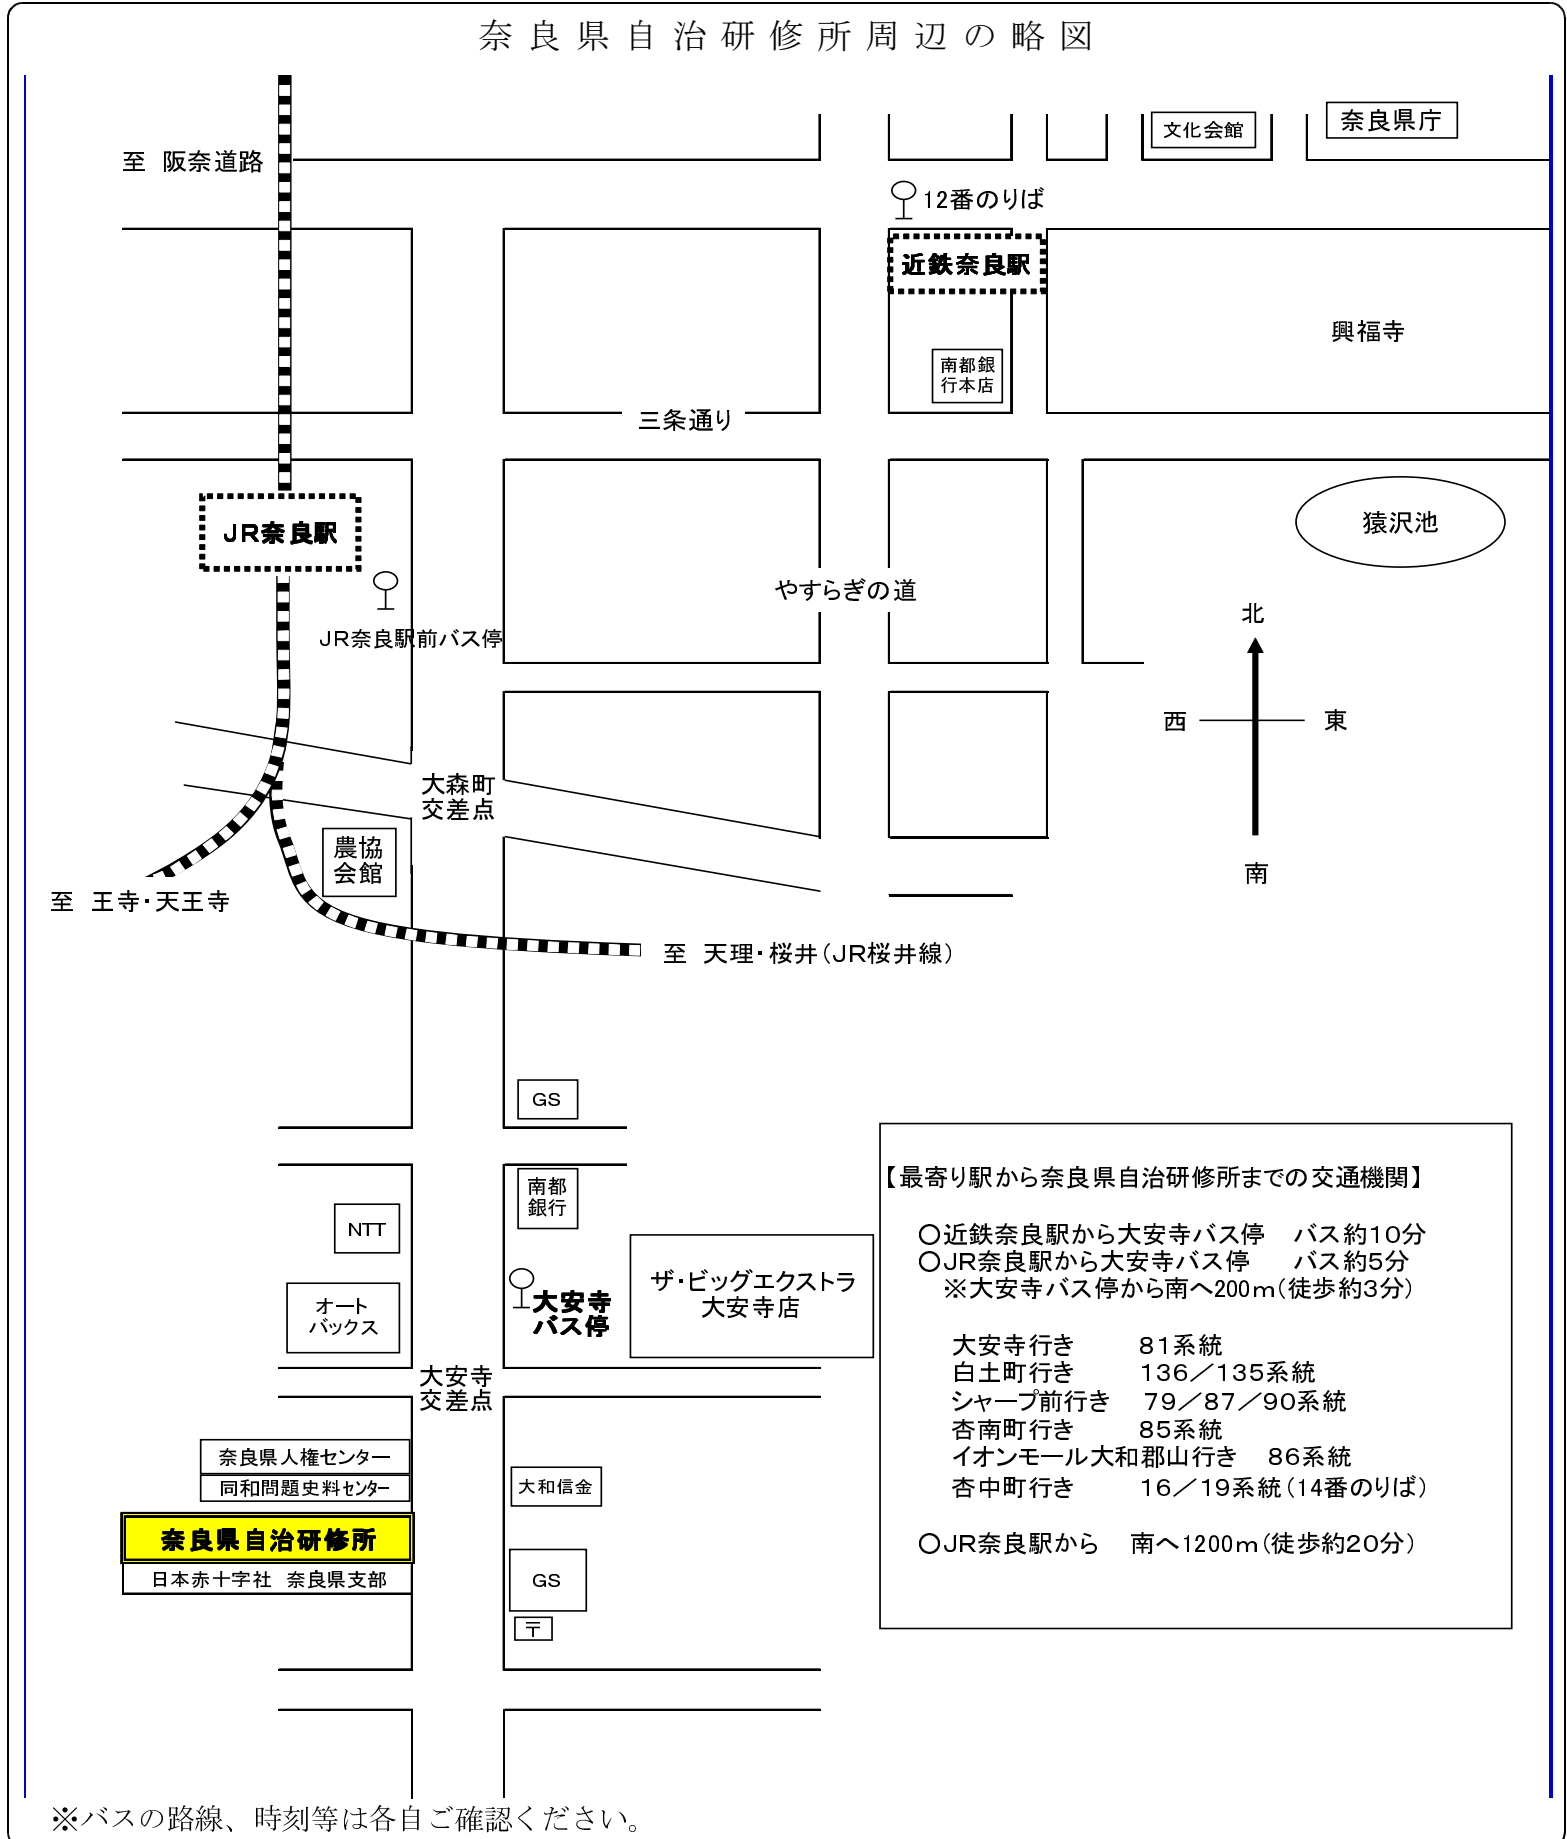 奈良県自治研修所周辺の略図
文化会館
奈良県庁
至　阪奈道路
12番のりば
近鉄奈良駅
興福寺
南都銀
行本店
三条通り
JR奈良駅
猿沢池
やすらぎの道
北
JR奈良駅前バス停
西
東
大森町
交差点
農協
会館
南
至　王寺・天王寺
至　天理・桜井（JR桜井線）
GS
【最寄り駅から奈良県自治研修所までの交通機関】
南都
銀行
NTT
〇近鉄奈良駅から大安寺バス停　バス約10分
〇JR奈良駅から大安寺バス停　　バス約5分
※大安寺バス停から南へ200m（徒歩約3分）
ザ・ビッグエクストラ
大安寺店
オート
バックス
大安寺
バス停
大安寺行き　　　81系統
白土町行き　　　136／135系統
シャープ前行き　79／87／90系統
杏南町行き　　　85系統
イオンモール大和郡山行き　86系統
杏中町行き　　　16／19系統（14番のりば）
大安寺
交差点
奈良県人権センター
同和問題史料センター
大和信金
奈良県自治研修所
〇JR奈良駅から　南へ1200m（徒歩約20分）
日本赤十字社　奈良県支部
GS
〒
※バスの路線、時刻等は各自ご確認ください。